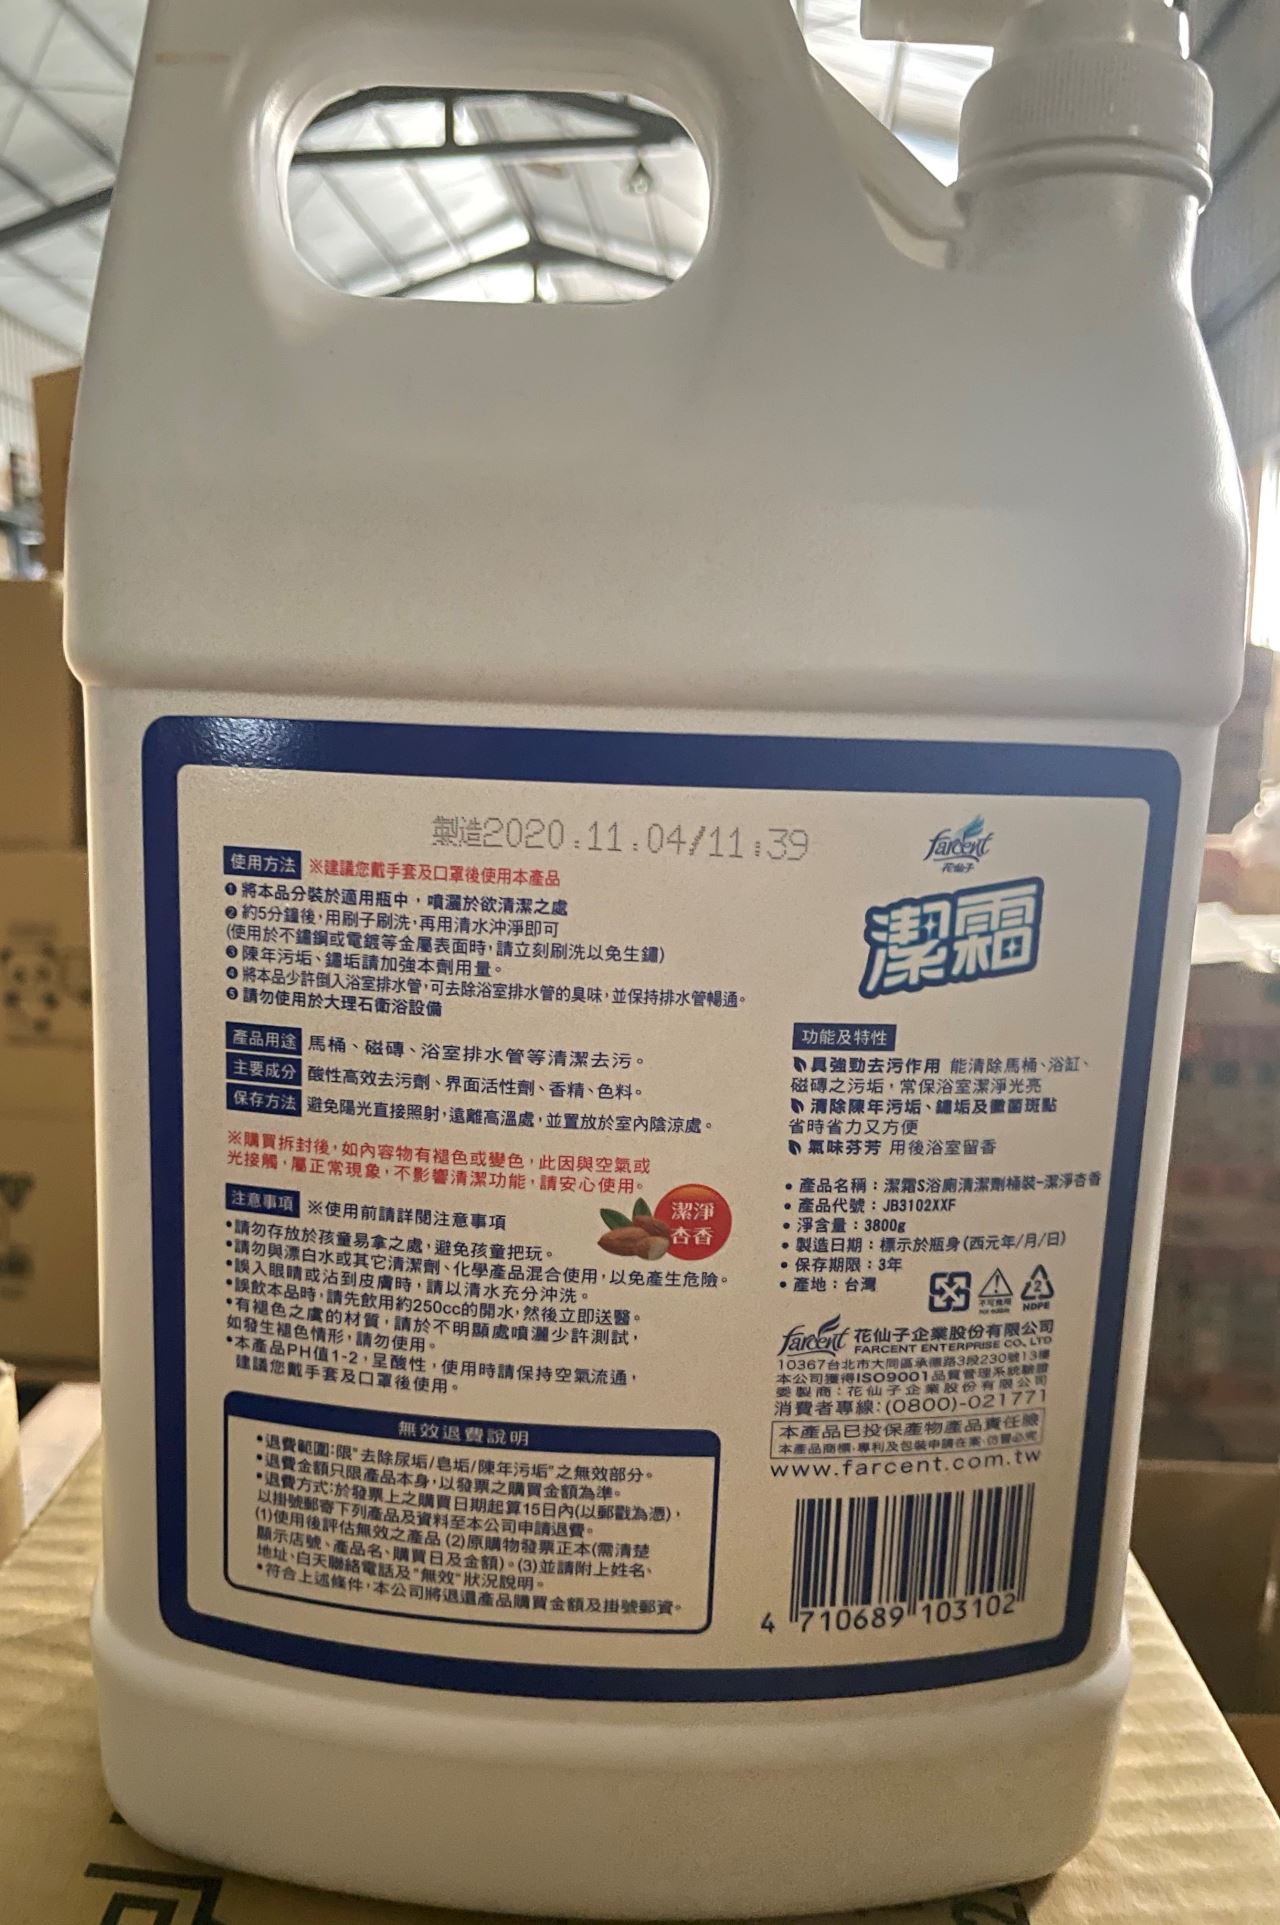 製造2020.11.04/11:39
使用方法 ※建議您戴手套及口罩後使用本產品
❶ 將本品分裝於適用瓶中，噴灑於欲清潔之處
❷ 約5分鐘後，用刷子刷洗，再用清水沖淨即可
(使用於不鏽鋼或電鍍等金屬表面時，請立刻刷洗以免生鏽)
❸ 陳年污垢、鏽垢請加強本劑用量。
❹ 將本品少許倒入浴室排水管，可去除浴室排水管的臭味，並保持排水管暢通。
❺ 請勿使用於大理石衛浴設備
產品用途 馬桶、磁磚、浴室排水管等清潔去污。
主要成分 酸性高效去污劑、界面活性劑、香精、色料。
保存方法 避免陽光直接照射，遠離高溫處，並置放於室內陰涼處。
※購買拆封後，如內容物有褪色或變色，此因與空氣或
光接觸，屬正常現象，不影響清潔功能，請安心使用。
注意事項 ※使用前請詳閱注意事項
•請勿存放於孩童易拿之處，避免孩童把玩。
•請勿與漂白水或其它清潔劑、化學產品混合使用，以免產生危險。
•誤入眼睛或沾到皮膚時，請以清水充分沖洗。
•誤飲本品時，請先飲用約250cc的開水，然後立即送醫。
•有褪色之虞的材質，請於不明顯處噴灑少許測試，
如發生褪色情形，請勿使用。
•本產品PH值1-2，呈酸性，使用時請保持空氣流通，
建議您戴手套及口罩後使用。
潔淨
杏香
無效退費說明
•退費範圍：限"去除尿垢/皂垢/陳年污垢"之無效部分。
•退費金額只限產品本身，以發票之購買金額為準。
•退費方式：於發票上之購買日期起算15日內(以郵戳為憑)，
以掛號郵寄下列產品及資料至本公司申請退費。
(1)使用後評估無效之產品 (2)原購物發票正本(需清楚
顯示店號、產品名、購買日及金額)。(3)並請附上姓名、
地址、白天聯絡電話及"無效"狀況說明。
•符合上述條件，本公司將退還產品購買金額及掛號郵資。
farcent
花仙子
潔霜
功能及特性
具強勁去污作用 能清除馬桶、浴缸、
磁磚之污垢，常保浴室潔淨光亮
清除陳年污垢、鏽垢及黴菌斑點
省時省力又方便
氣味芬芳 用後浴室留香
• 產品名稱：潔霜S浴廁清潔劑桶裝-潔淨杏香
• 產品代號：JB3102XXF
• 淨含量：3800g
• 製造日期：標示於瓶身(西元年/月/日)
• 保存期限：3年
• 產地：台灣
不可食用
Not edible
2
HDPE
farcent 花仙子企業股份有限公司
FARCENT ENTERPRISE CO., LTD
10367台北市大同區承德路3段230號13樓
本公司獲得ISO9001品質管理系統驗證
委製商：花仙子企業股份有限公司
消費者專線：(0800)-021771
本產品已投保產物產品責任險
本產品商標、專利及包裝申請在案，仿冒必究
www.farcent.com.tw
4 710689 103102